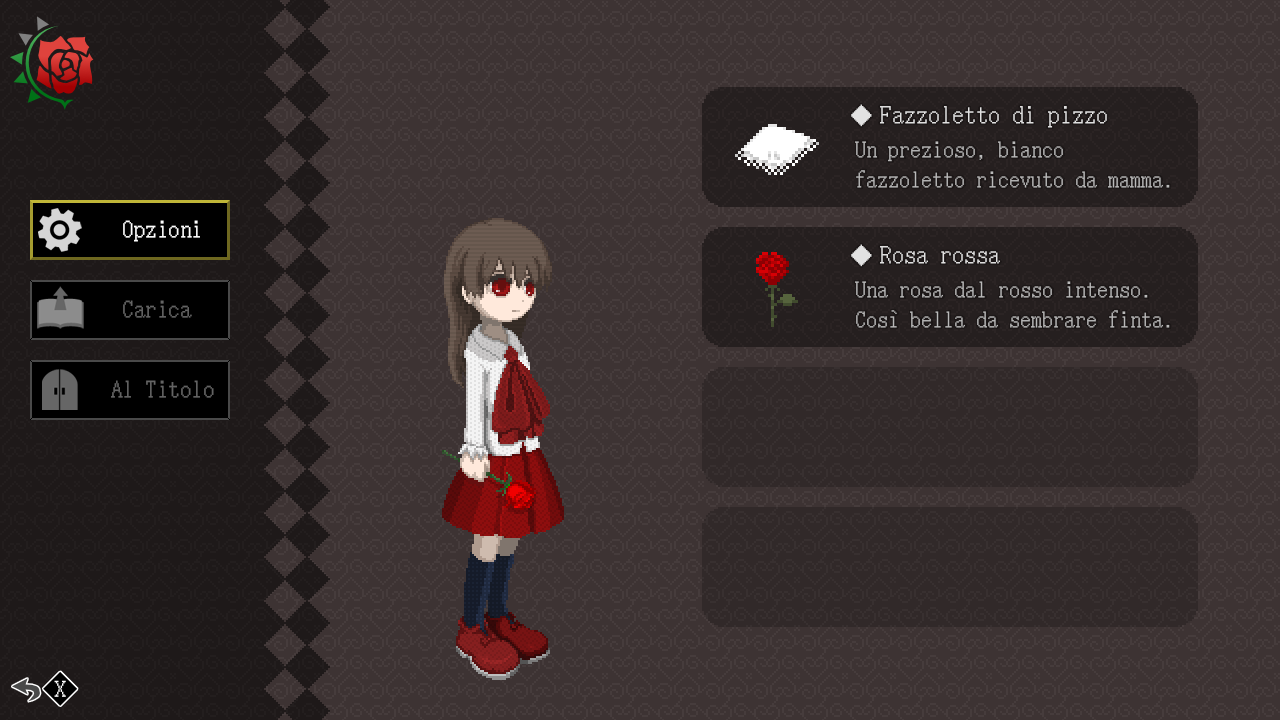 Opzioni
Carica
Al Titolo
X
Fazzoletto di pizzo
Un prezioso, bianco
fazzoletto ricevuto da mamma.
Rosa rossa
Una rosa dal rosso intenso.
Così bella da sembrare finta.